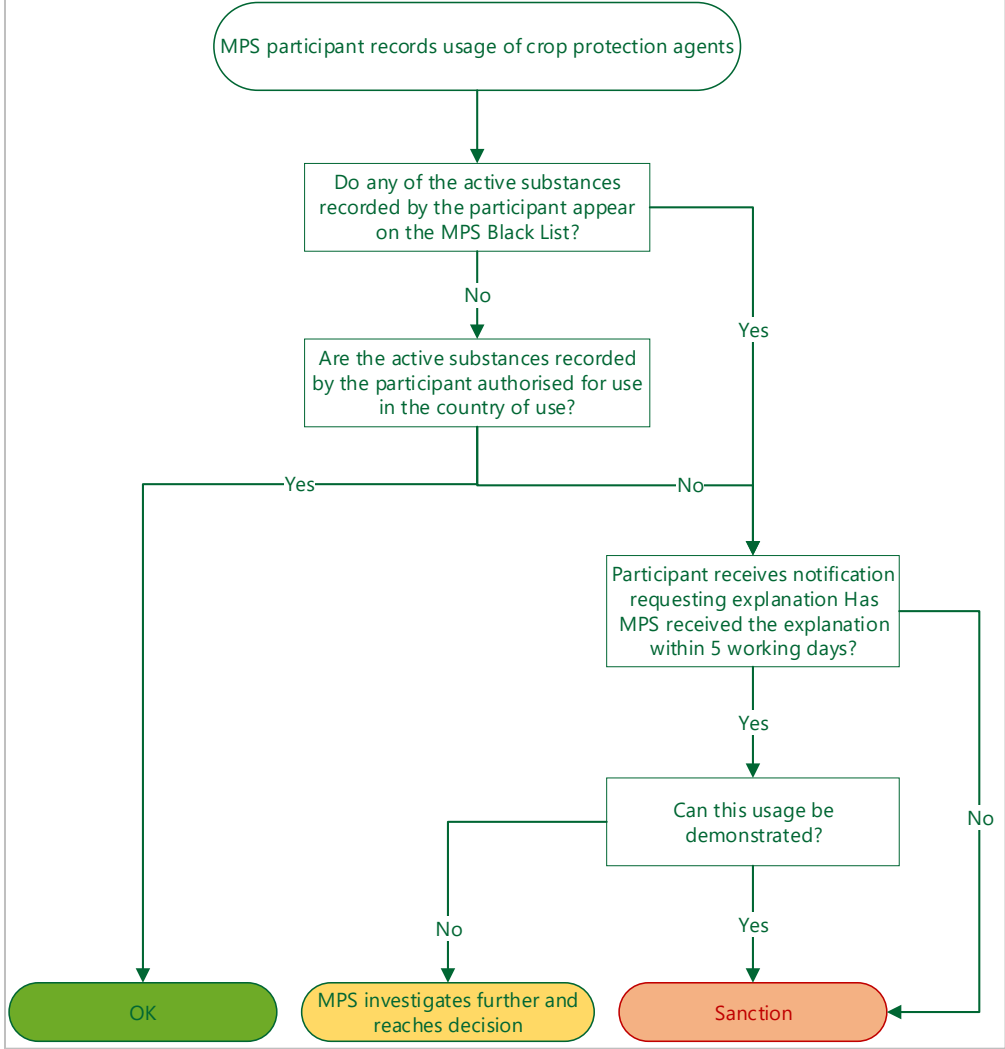 MPS participant records usage of crop protection agents
Do any of the active substances
recorded by the participant appear
on the MPS Black List?
No
Yes
Are the active substances recorded
by the participant authorised for use
in the country of use?
Yes
No
Participant receives notification
requesting explanation Has
MPS received the explanation
within 5 working days?
Yes
No
Can this usage be
demonstrated?
No
Yes
OK
MPS investigates further and
reaches decision
Sanction